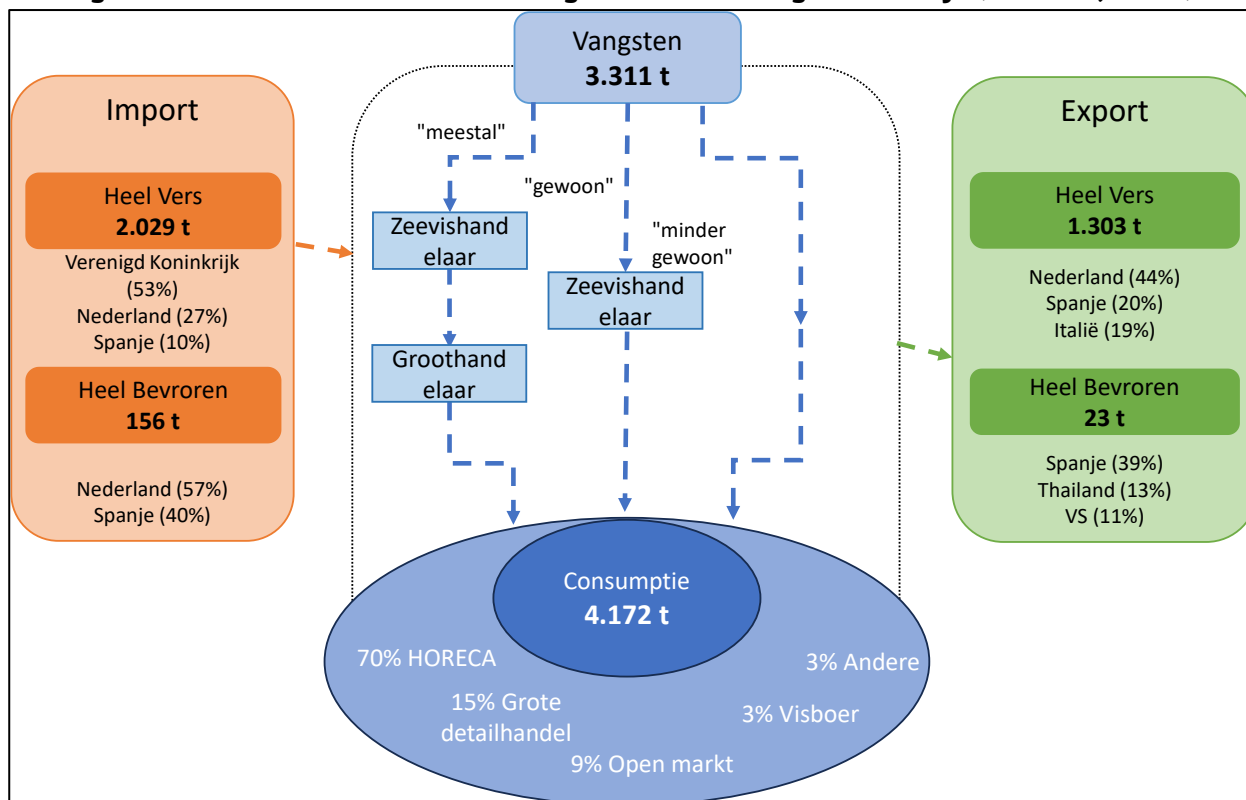 Vangsten
3.311 t
Import
Heel Vers
2.029 t
Verenigd Koninkrijk
(53%)
Nederland (27%)
Spanje (10%)
Heel Bevroren
156 t
Nederland (57%)
Spanje (40%)
"meestal"
"gewoon"
"minder
gewoon"
Zeevishand
elaar
Groothand
elaar
Zeevishand
elaar
Export
Heel Vers
1.303 t
Nederland (44%)
Spanje (20%)
Italië (19%)
Heel Bevroren
23 t
Spanje (39%)
Thailand (13%)
VS (11%)
Consumptie
4.172 t
70% HORECA
15% Grote
detailhandel
9% Open markt
3% Visboer
3% Andere